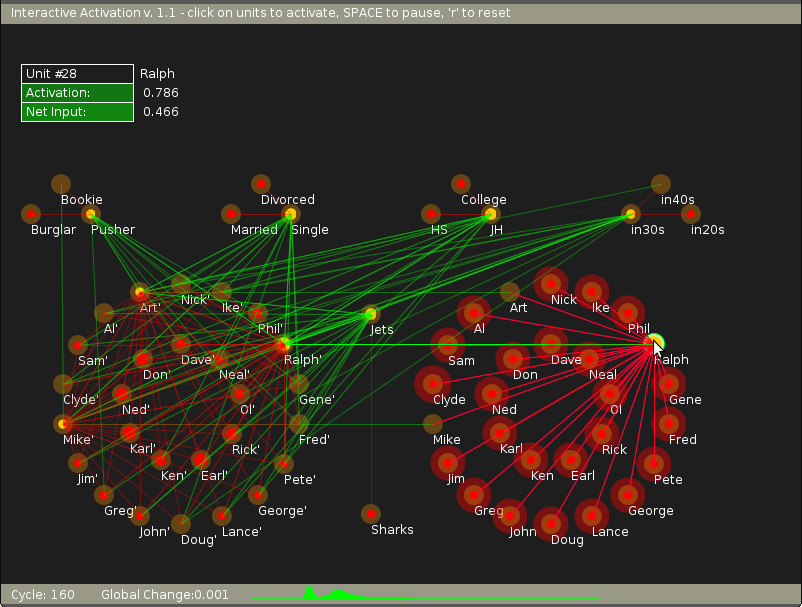 Interactive Activation v. 1.1 - click on units to activate, SPACE to pause, 'r' to reset
Unit #28 Ralph
Activation: 0.786
Net Input: 0.466
Bookie Divorced College in40s
Burglar Pusher Married Single HS JH in30s in20s
Art' Nick' Ike' Art Nick Ike
Al' Phil' Jets Al Phil
Sam' Dave' Ralph' Sam Dave Ralph
Don' Neal' Don Neal
Clyde' Gene' Clyde Gene
Ned' Ol' Ned Ol
Mike' Fred' Mike Fred
Karl' Rick' Karl Rick
Jim' Ken' Earl' Pete' Jim Ken Earl Pete
Greg' George' Greg George
John' Lance' Sharks John Lance
Doug' Doug
Cycle: 160 Global Change:0.001